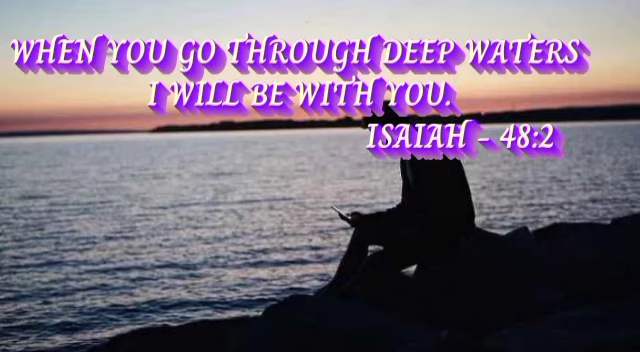 WHEN YOU GO THROUGH DEEP WATERS
I WILL BE WITH YOU.
ISAIAH - 48:2